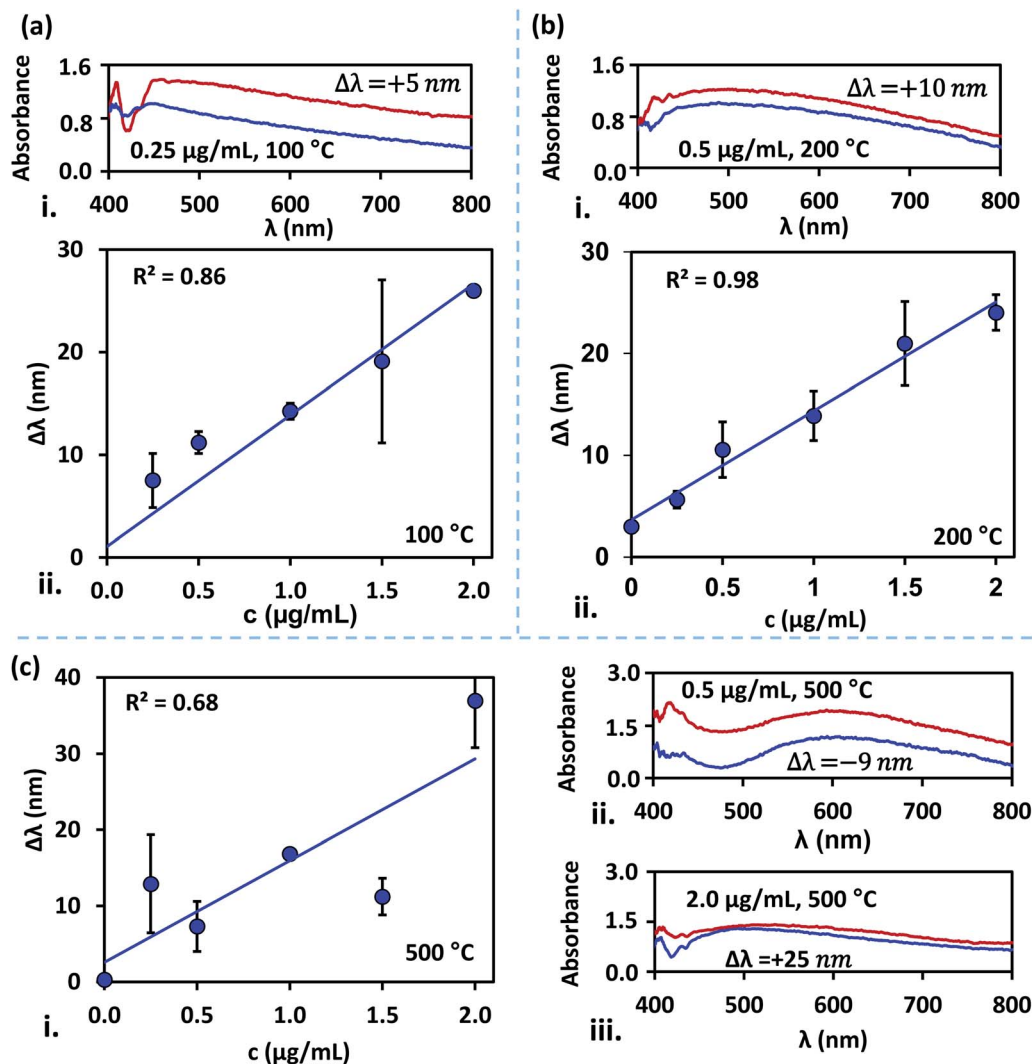 (a)
1.6
0.8
0.0
Absorbance
Δλ = +5 nm
0.25 µg/mL, 100 °C
400 500 600 700 800
λ (nm)
i.
30
20
10
0
Δλ (nm)
R² = 0.86
100 °C
0.0 0.5 1.0 1.5 2.0
c (µg/mL)
ii.
(b)
1.6
0.8
0.0
Absorbance
Δλ = +10 nm
0.5 µg/mL, 200 °C
400 500 600 700 800
λ (nm)
i.
30
20
10
0
Δλ (nm)
R² = 0.98
200 °C
0 0.5 1 1.5 2
c (µg/mL)
ii.
(c)
40
30
20
10
0
Δλ (nm)
R² = 0.68
500 °C
0.0 0.5 1.0 1.5 2.0
c (µg/mL)
i.
3.0
1.5
0.0
Absorbance
0.5 µg/mL, 500 °C
Δλ = −9 nm
400 500 600 700 800
λ (nm)
ii.
3.0
1.5
0.0
Absorbance
2.0 µg/mL, 500 °C
Δλ =+25 nm
400 500 600 700 800
λ (nm)
iii.